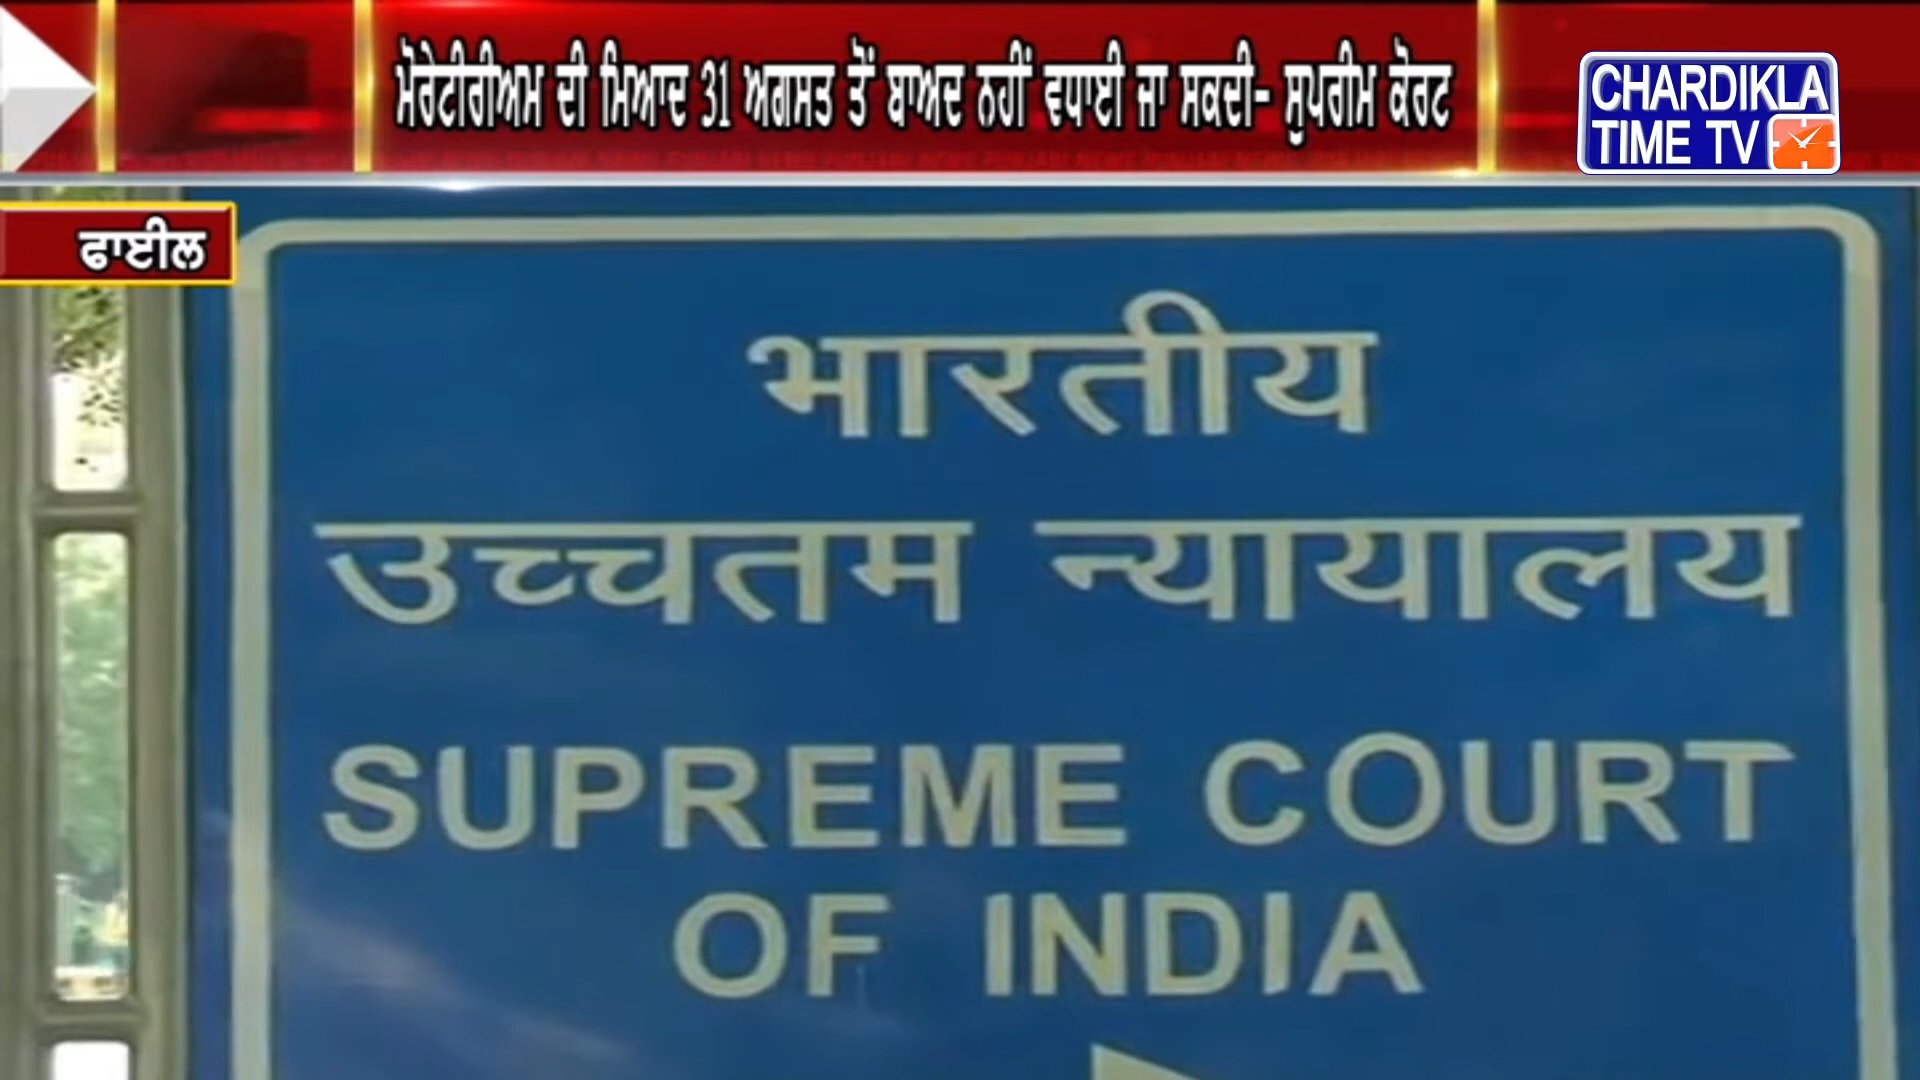 ਮੋਰੇਟੀਰੀਅਮ ਦੀ ਮਿਆਦ 31 ਅਗਸਤ ਤੋਂ ਬਾਅਦ ਨਹੀਂ ਵਧਾਈ ਜਾ ਸਕਦੀ- ਸੁਪਰੀਮ ਕੋਰਟ
CHARDIKLA
TIME TV
ਫਾਈਲ
भारतीय
उच्चतम न्यायालय
SUPREME COURT
OF INDIA